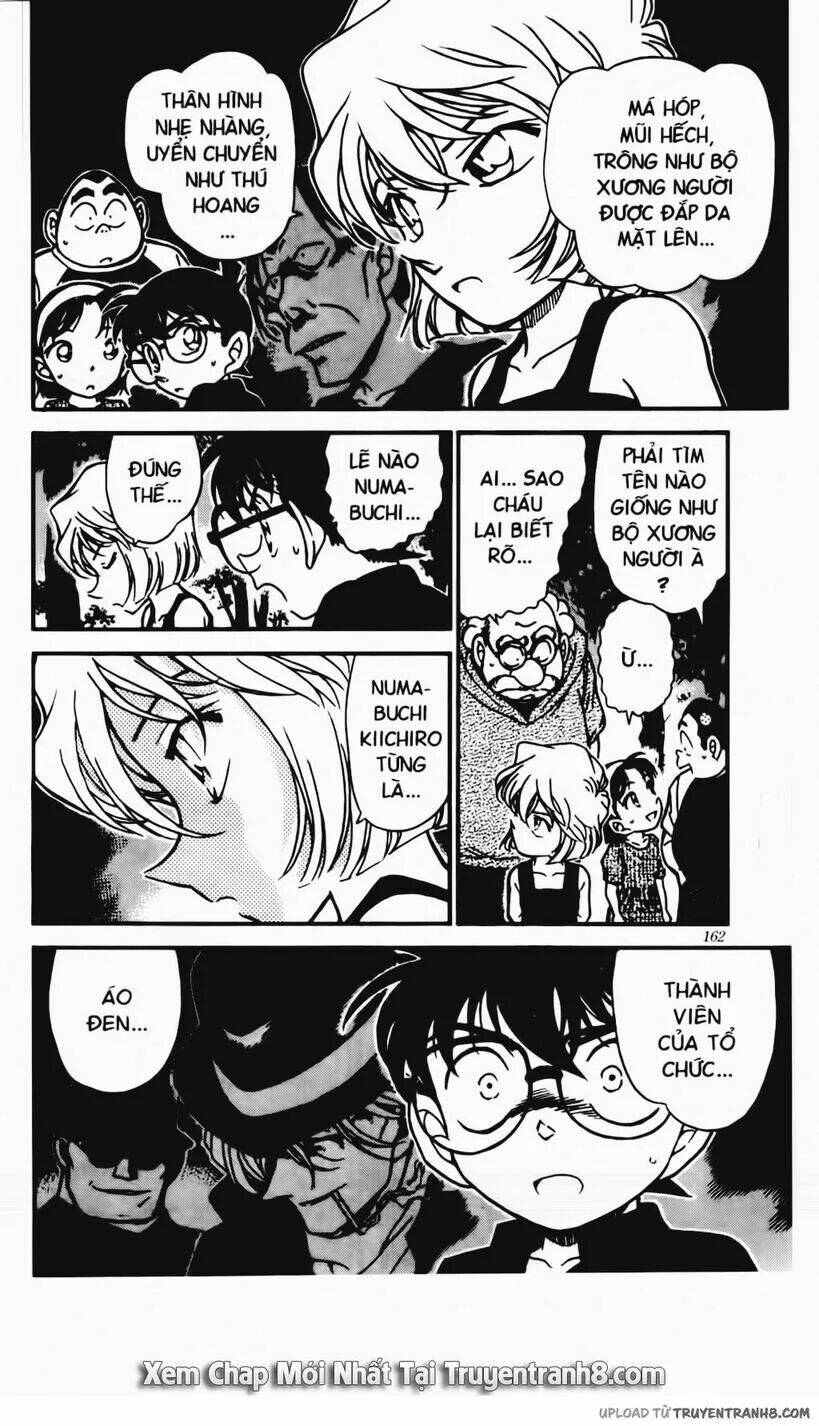 MÁ HÓP,
MŨI HẾCH,
TRÔNG NHƯ BỘ
XƯƠNG NGƯỜI
ĐƯỢC ĐẮP DA
MẶT LÊN...
THÂN HÌNH
NHẸ NHÀNG,
UYỂN CHUYỂN
NHƯ THÚ
HOANG
...
PHẢI TÌM
TÊN NÀO
GIỐNG NHƯ
BỘ XƯƠNG
NGƯỜI À
?
Ừ...
AI... SAO
CHÁU
LẠI BIẾT
RÕ...
LẼ NÀO
NUMA-
BUCHI...
ĐÚNG
THẾ...
NUMA-
BUCHI
KIICHIRO
TỪNG
LÀ...
162
THÀNH
VIÊN
CỦA TỔ
CHỨC...
ÁO
ĐEN...
Xem Chap Mới Nhất Tại Truyentranh8.com
UPLOAD TỪ TRUYENTRANH8.COM